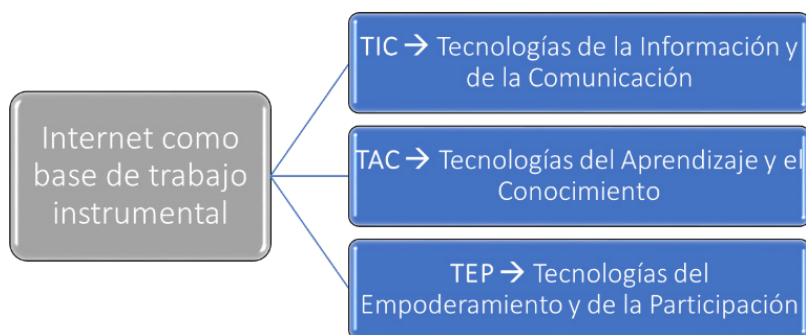 Internet como
base de trabajo
instrumental
TIC → Tecnologías de la Información y
de la Comunicación
TAC → Tecnologías del Aprendizaje y el
Conocimiento
TEP → Tecnologías del
Empoderamiento y de la Participación